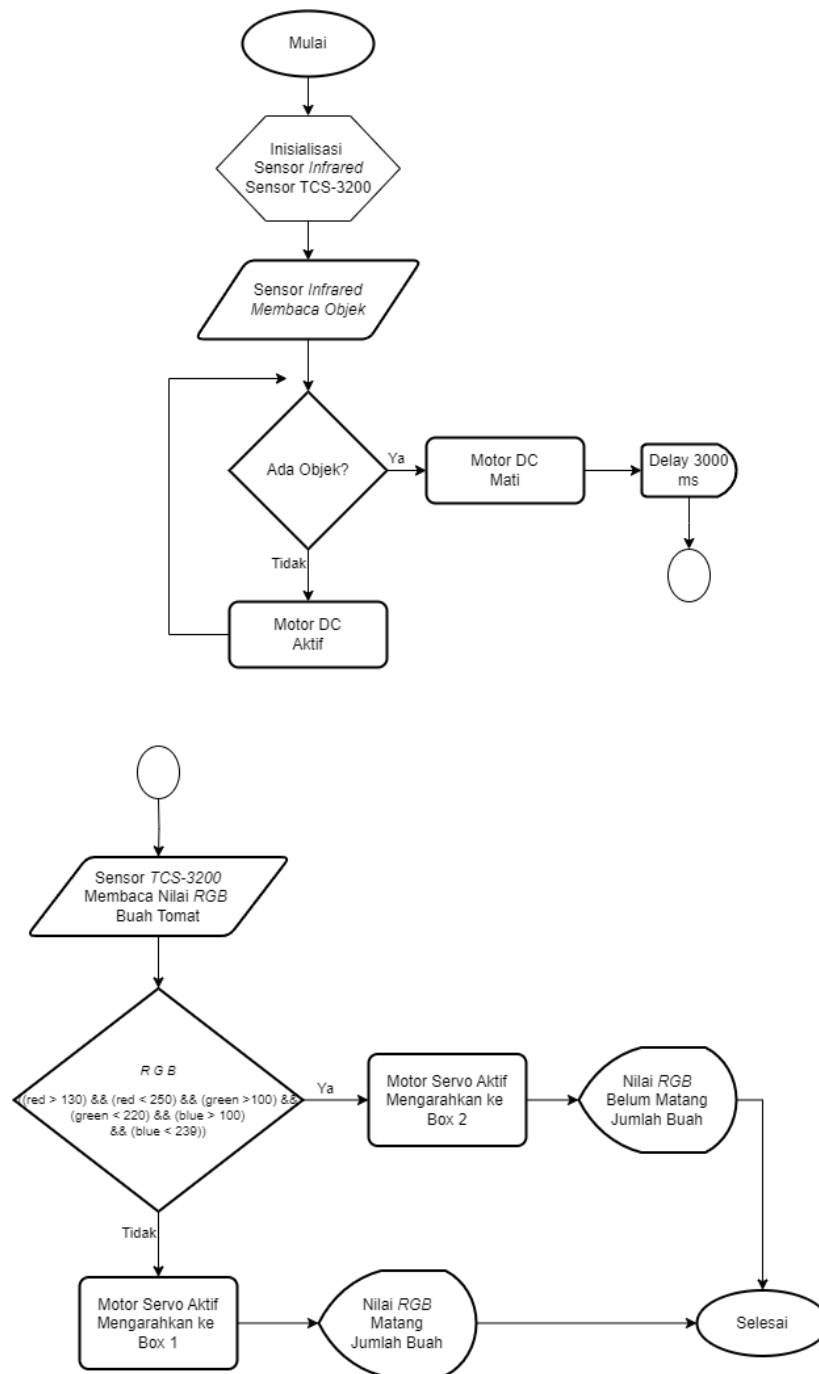 Mulai
Inisialisasi
Sensor Infrared
Sensor TCS-3200
Sensor Infrared
Membaca Objek
Ada Objek?
Ya
Motor DC
Mati
Delay 3000
ms
Tidak
Motor DC
Aktif
Sensor TCS-3200
Membaca Nilai RGB
Buah Tomat
R G B
((red > 130) && (red < 250) && (green >100) &&
(green < 220) && (blue > 100)
&& (blue < 239))
Ya
Motor Servo Aktif
Mengarahkan ke
Box 2
Nilai RGB
Belum Matang
Jumlah Buah
Tidak
Motor Servo Aktif
Mengarahkan ke
Box 1
Nilai RGB
Matang
Jumlah Buah
Selesai